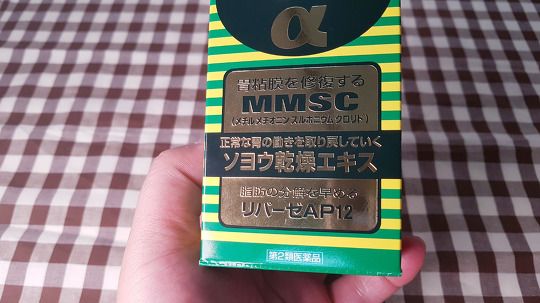 α
胃粘膜を修復する
MMSC
(メチルメチオニンスルホニウムクロリド)
正常な胃の働きを取り戻していく
ソヨウ乾燥エキス
脂肪の分解を早める
リパーゼAP12
第2類医薬品